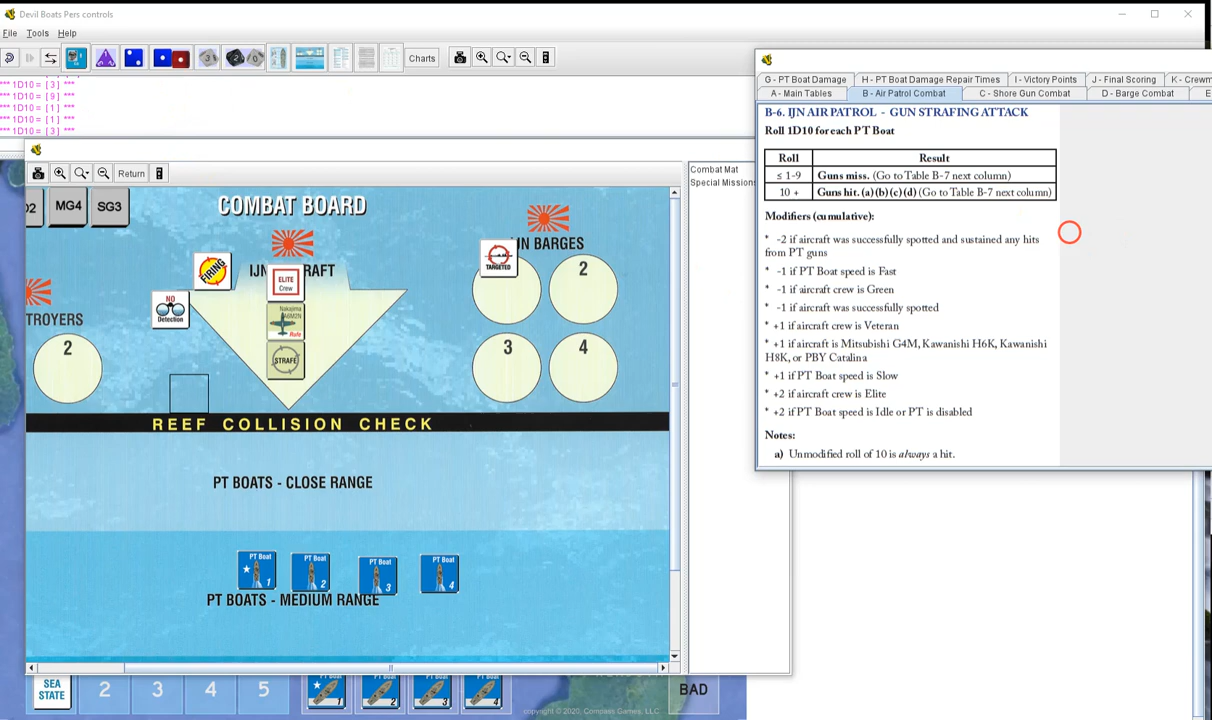 Devil Boats Pers controls
File Tools Help
Charts
*** 1D10 = [3] ***
*** 1D10 = [9] ***
*** 1D10 = [1] ***
*** 1D10 = [1] ***
*** 1D10 = [3] ***
Return
MG4 SG3
COMBAT BOARD
FIRING
IJN
RAFT
ELITE
Crew
NO
Detection
Nakajima
A6M2N
Rufe
STRAFE
TARGETED
N BARGES
2
3
4
TROYERS
2
REEF COLLISION CHECK
PT BOATS - CLOSE RANGE
PT Boat
1
PT Boat
2
PT Boat
3
PT Boat
4
PT BOATS - MEDIUM RANGE
Combat Mat
Special Missions
G - PT Boat Damage
H - PT Boat Damage Repair Times
I - Victory Points
J - Final Scoring
K - Crewm
A - Main Tables
B - Air Patrol Combat
C - Shore Gun Combat
D - Barge Combat
E
B-6. IJN AIR PATROL - GUN STRAFING ATTACK
Roll 1D10 for each PT Boat
Roll Result
≤ 1-9 Guns miss. (Go to Table B-7 next column)
10 + Guns hit. (a)(b)(c)(d) (Go to Table B-7 next column)
Modifiers (cumulative):
* -2 if aircraft was successfully spotted and sustained any hits
from PT guns
* -1 if PT Boat speed is Fast
* -1 if aircraft crew is Green
* -1 if aircraft was successfully spotted
* +1 if aircraft crew is Veteran
* +1 if aircraft is Mitsubishi G4M, Kawanishi H6K, Kawanishi
H8K, or PBY Catalina
* +1 if PT Boat speed is Slow
* +2 if aircraft crew is Elite
* +2 if PT Boat speed is Idle or PT is disabled
Notes:
a) Unmodified roll of 10 is always a hit.
SEA
STATE
2 3 4 5
1 2 3 4
BAD
copyright © 2020, Compass Games, LLC